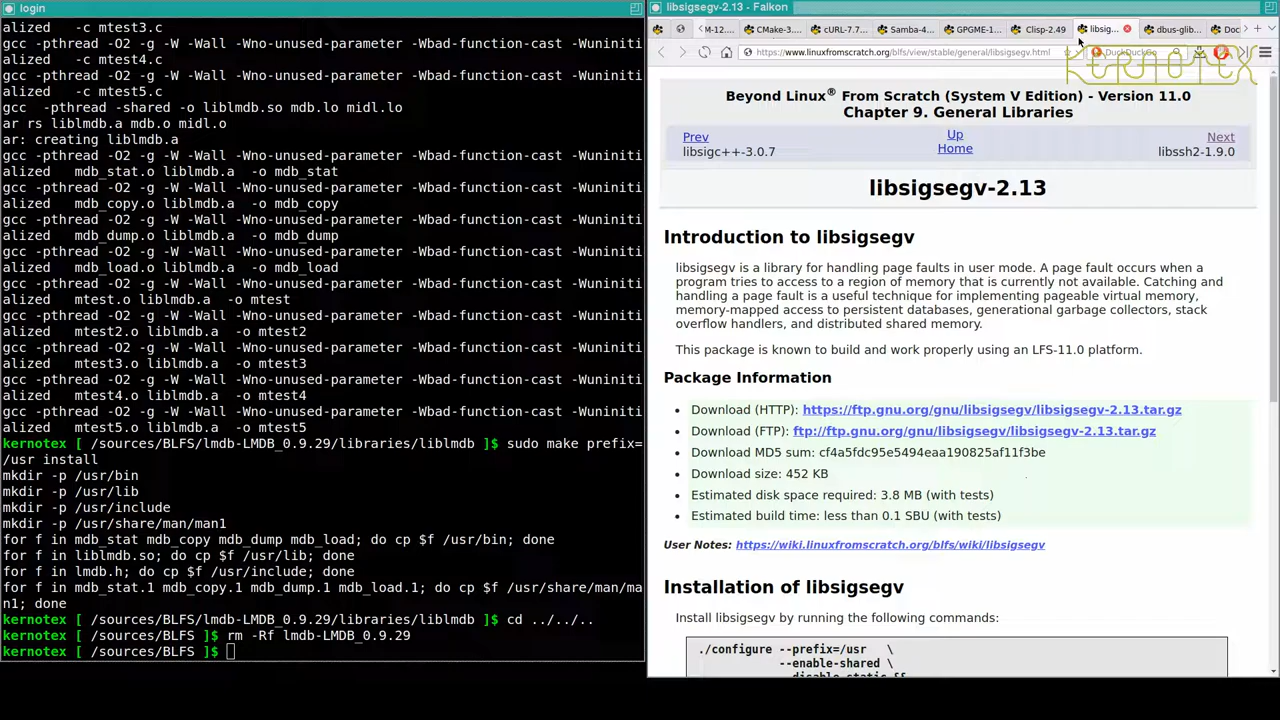 login
alized   -c mtest3.c
gcc -pthread -O2 -g -W -Wall -Wno-unused-parameter -Wbad-function-cast -Wuniniti
alized   -c mtest4.c
gcc -pthread -O2 -g -W -Wall -Wno-unused-parameter -Wbad-function-cast -Wuniniti
alized   -c mtest5.c
gcc  -pthread -shared -o liblmdb.so mdb.lo midl.lo
ar rs liblmdb.a mdb.o midl.o
ar: creating liblmdb.a
gcc -pthread -O2 -g -W -Wall -Wno-unused-parameter -Wbad-function-cast -Wuniniti
alized   mdb_stat.o liblmdb.a  -o mdb_stat
gcc -pthread -O2 -g -W -Wall -Wno-unused-parameter -Wbad-function-cast -Wuniniti
alized   mdb_copy.o liblmdb.a  -o mdb_copy
gcc -pthread -O2 -g -W -Wall -Wno-unused-parameter -Wbad-function-cast -Wuniniti
alized   mdb_dump.o liblmdb.a  -o mdb_dump
gcc -pthread -O2 -g -W -Wall -Wno-unused-parameter -Wbad-function-cast -Wuniniti
alized   mdb_load.o liblmdb.a  -o mdb_load
gcc -pthread -O2 -g -W -Wall -Wno-unused-parameter -Wbad-function-cast -Wuniniti
alized   mtest.o liblmdb.a  -o mtest
gcc -pthread -O2 -g -W -Wall -Wno-unused-parameter -Wbad-function-cast -Wuniniti
alized   mtest2.o liblmdb.a  -o mtest2
gcc -pthread -O2 -g -W -Wall -Wno-unused-parameter -Wbad-function-cast -Wuniniti
alized   mtest3.o liblmdb.a  -o mtest3
gcc -pthread -O2 -g -W -Wall -Wno-unused-parameter -Wbad-function-cast -Wuniniti
alized   mtest4.o liblmdb.a  -o mtest4
gcc -pthread -O2 -g -W -Wall -Wno-unused-parameter -Wbad-function-cast -Wuniniti
alized   mtest5.o liblmdb.a  -o mtest5
kernotex [ /sources/BLFS/lmdb-LMDB_0.9.29/libraries/liblmdb ]$ sudo make prefix=
/usr install
mkdir -p /usr/bin
mkdir -p /usr/lib
mkdir -p /usr/include
mkdir -p /usr/share/man/man1
for f in mdb_stat mdb_copy mdb_dump mdb_load; do cp $f /usr/bin; done
for f in liblmdb.so; do cp $f /usr/lib; done
for f in lmdb.h; do cp $f /usr/include; done
for f in mdb_stat.1 mdb_copy.1 mdb_dump.1 mdb_load.1; do cp $f /usr/share/man/ma
n1; done
kernotex [ /sources/BLFS/lmdb-LMDB_0.9.29/libraries/liblmdb ]$ cd ../../..
kernotex [ /sources/BLFS ]$ rm -Rf lmdb-LMDB_0.9.29
kernotex [ /sources/BLFS ]$
libsigsegv-2.13 - Falkon
M-12.... CMake-3.... cURL-7.7... Samba-4... GPGME-1... Clisp-2.49 libsig... dbus-glib... Doc
https://www.linuxfromscratch.org/blfs/view/stable/general/libsigsegv.html DuckDuckGo
KERNOTEX
Beyond Linux® From Scratch (System V Edition) - Version 11.0
Chapter 9. General Libraries
Prev Up Next
libsigc++-3.0.7 Home libssh2-1.9.0
libsigsegv-2.13
Introduction to libsigsegv
libsigsegv is a library for handling page faults in user mode. A page fault occurs when a
program tries to access to a region of memory that is currently not available. Catching and
handling a page fault is a useful technique for implementing pageable virtual memory,
memory-mapped access to persistent databases, generational garbage collectors, stack
overflow handlers, and distributed shared memory.
This package is known to build and work properly using an LFS-11.0 platform.
Package Information
• Download (HTTP): https://ftp.gnu.org/gnu/libsigsegv/libsigsegv-2.13.tar.gz
• Download (FTP): ftp://ftp.gnu.org/gnu/libsigsegv/libsigsegv-2.13.tar.gz
• Download MD5 sum: cf4a5fdc95e5494eaa190825af11f3be
• Download size: 452 KB
• Estimated disk space required: 3.8 MB (with tests)
• Estimated build time: less than 0.1 SBU (with tests)
User Notes: https://wiki.linuxfromscratch.org/blfs/wiki/libsigsegv
Installation of libsigsegv
Install libsigsegv by running the following commands:
./configure --prefix=/usr   \
--enable-shared \
--disable-static &&